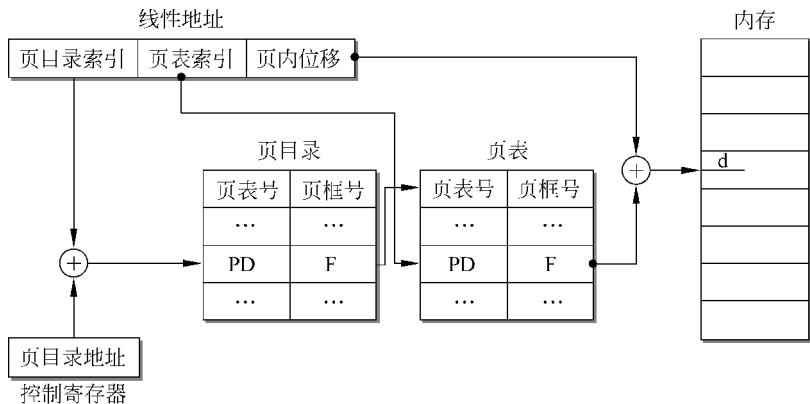 线性地址
内存
页目录索引 页表索引 页内位移
页目录
页表
d
页表号 页框号
… …
PD F
… …
页表号 页框号
… …
PD F
… …
页目录地址
控制寄存器